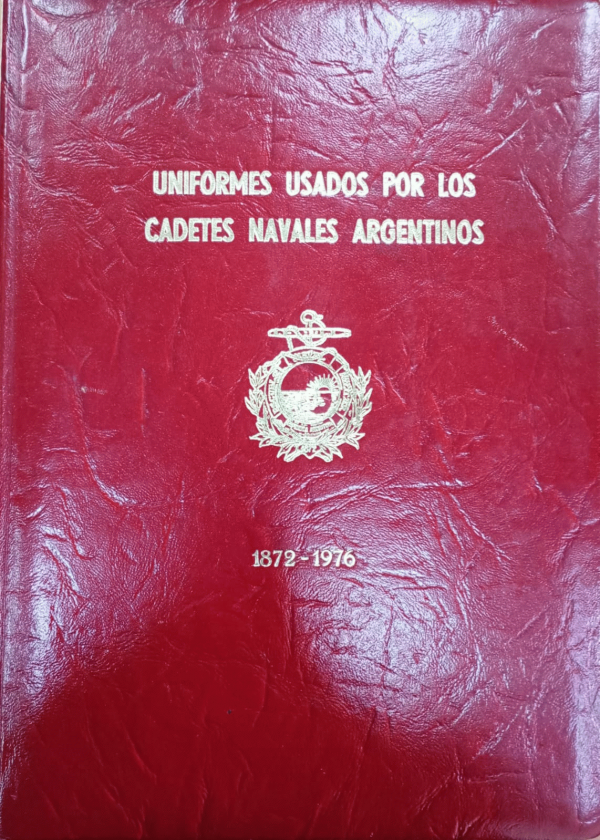 UNIFORMES USADOS POR LOS
CADETES NAVALES ARGENTINOS
1872-1976